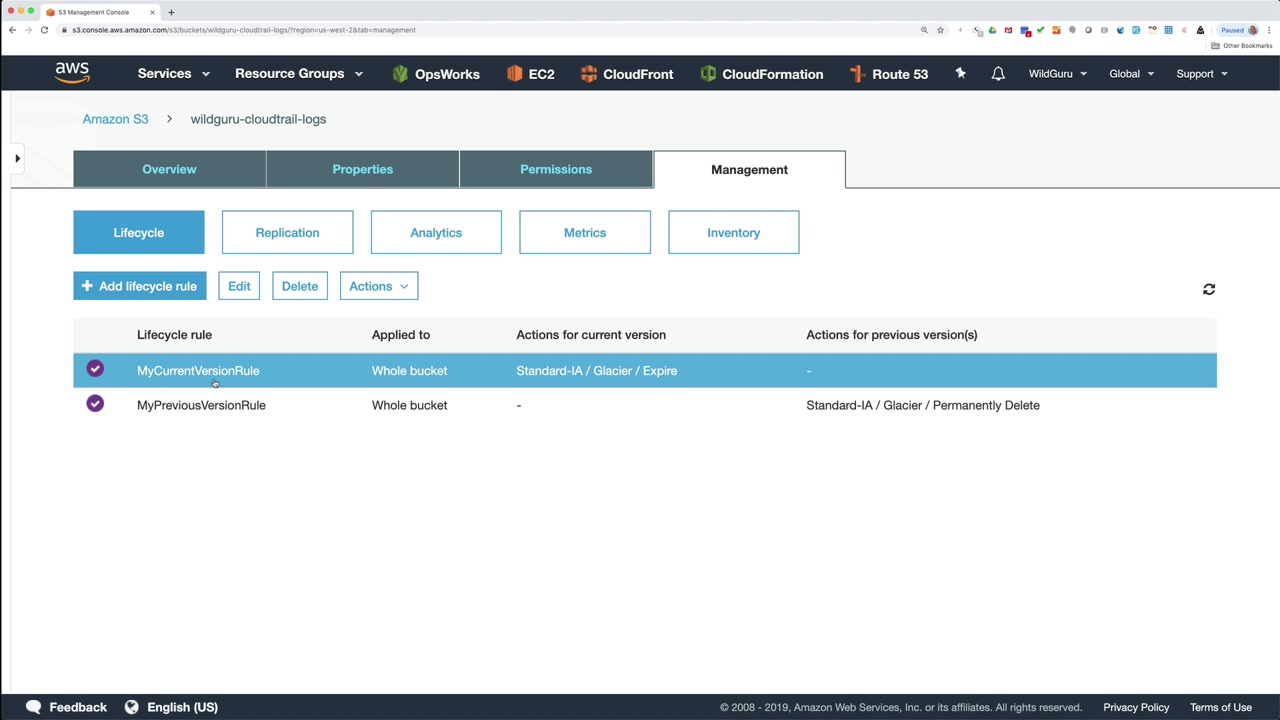 S3 Management Console
s3.console.aws.amazon.com/s3/buckets/wildguru-cloudtrail-logs/?region=us-west-2&tab=management
Paused
Other Bookmarks
aws Services Resource Groups OpsWorks EC2 CloudFront CloudFormation Route 53 WildGuru Global Support
Amazon S3 > wildguru-cloudtrail-logs
Overview Properties Permissions Management
Lifecycle Replication Analytics Metrics Inventory
+ Add lifecycle rule Edit Delete Actions
Lifecycle rule Applied to Actions for current version Actions for previous version(s)
MyCurrentVersionRule Whole bucket Standard-IA / Glacier / Expire -
MyPreviousVersionRule Whole bucket - Standard-IA / Glacier / Permanently Delete
Feedback English (US) © 2008 - 2019, Amazon Web Services, Inc. or its affiliates. All rights reserved. Privacy Policy Terms of Use